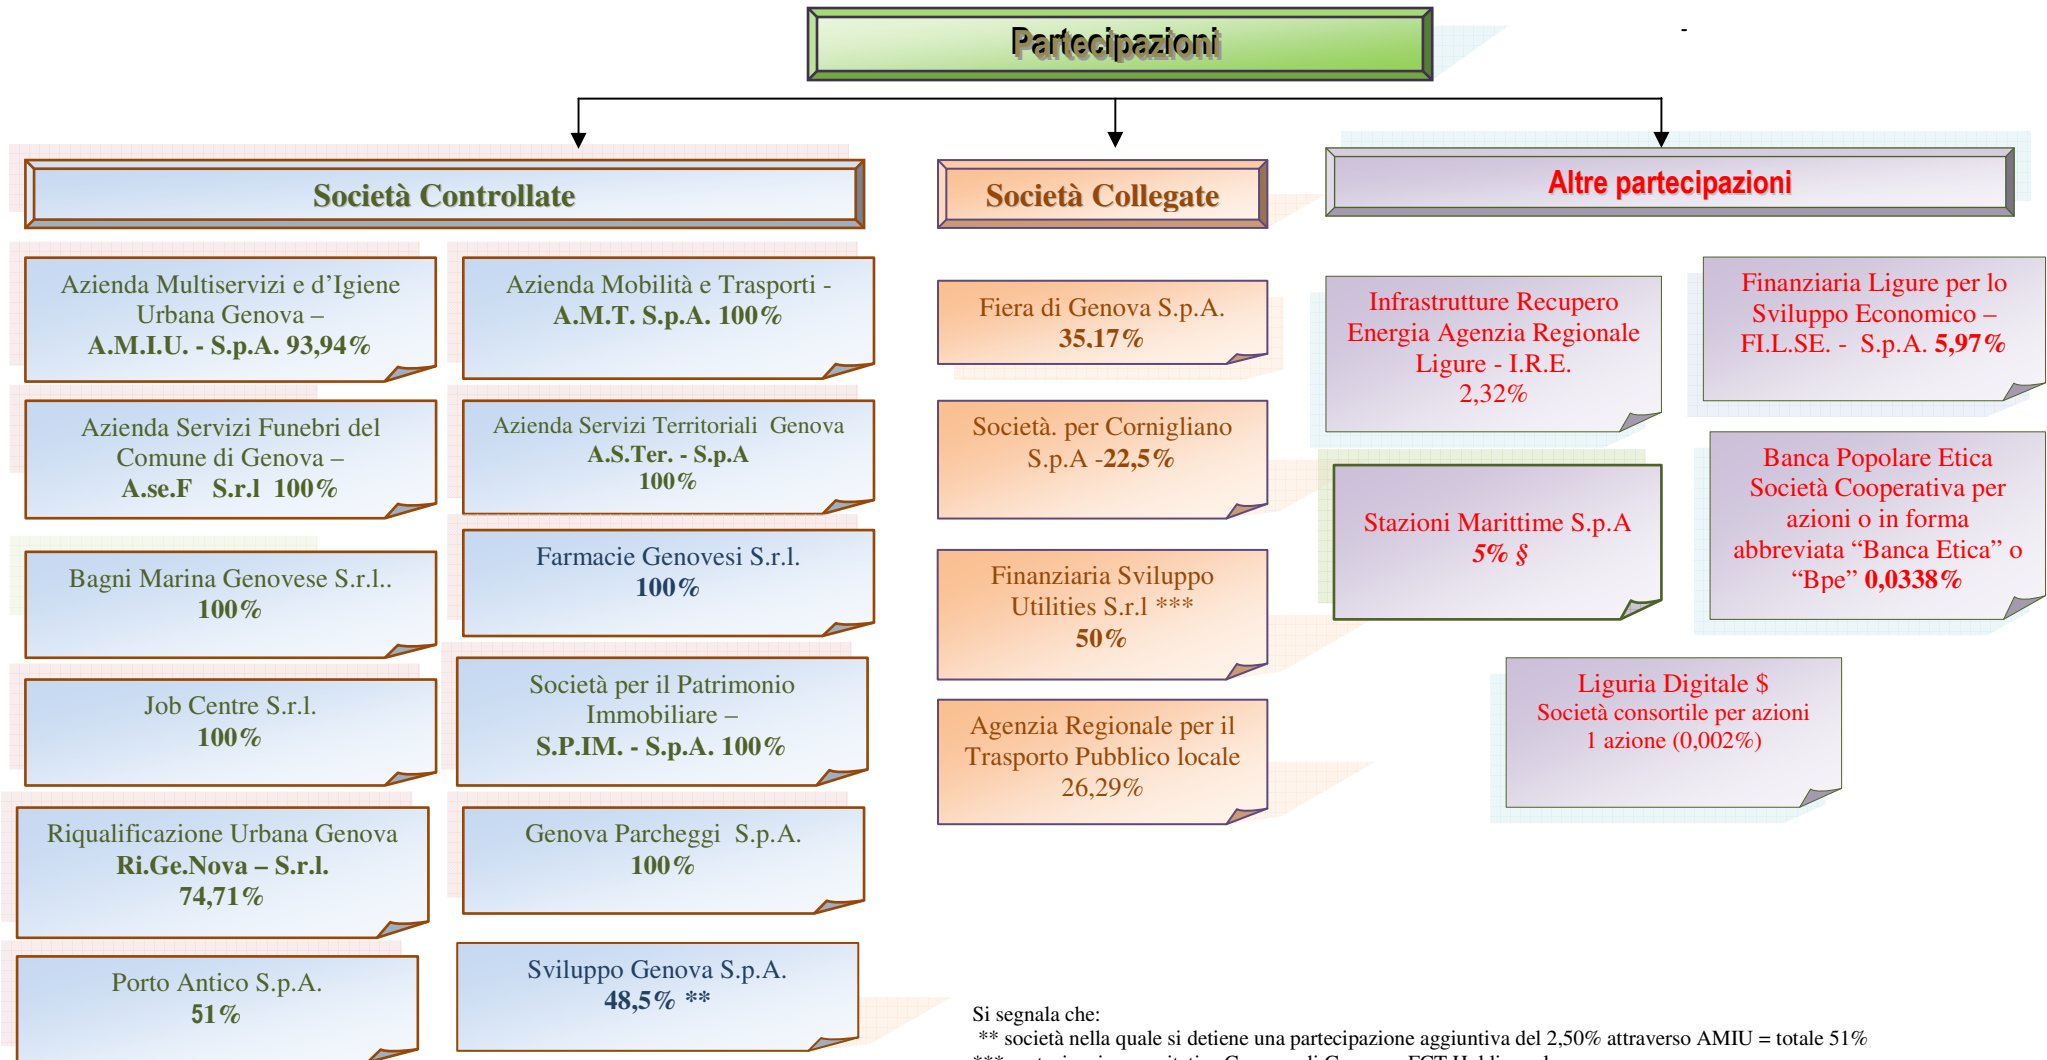 Partecipazioni
-
Società Controllate
Azienda Multiservizi e d’Igiene
Urbana Genova –
A.M.I.U. - S.p.A. 93,94%
Azienda Mobilità e Trasporti -
A.M.T. S.p.A. 100%
Azienda Servizi Funebri del
Comune di Genova –
A.se.F S.r.l 100%
Azienda Servizi Territoriali Genova
A.S.Ter. - S.p.A
100%
Bagni Marina Genovese S.r.l..
100%
Farmacie Genovesi S.r.l.
100%
Job Centre S.r.l.
100%
Società per il Patrimonio
Immobiliare –
S.P.IM. - S.p.A. 100%
Riqualificazione Urbana Genova
Ri.Ge.Nova – S.r.l.
74,71%
Genova Parcheggi S.p.A.
100%
Porto Antico S.p.A.
51%
Sviluppo Genova S.p.A.
48,5% **
Società Collegate
Fiera di Genova S.p.A.
35,17%
Società. per Cornigliano
S.p.A -22,5%
Finanziaria Sviluppo
Utilities S.r.l ***
50%
Agenzia Regionale per il
Trasporto Pubblico locale
26,29%
Altre partecipazioni
Infrastrutture Recupero
Energia Agenzia Regionale
Ligure - I.R.E.
2,32%
Finanziaria Ligure per lo
Sviluppo Economico –
FI.L.SE. - S.p.A. 5,97%
Stazioni Marittime S.p.A
5% §
Banca Popolare Etica
Società Cooperativa per
azioni o in forma
abbreviata “Banca Etica” o
“Bpe” 0,0338%
Liguria Digitale $
Società consortile per azioni
1 azione (0,002%)
Si segnala che:
** società nella quale si detiene una partecipazione aggiuntiva del 2,50% attraverso AMIU = totale 51%